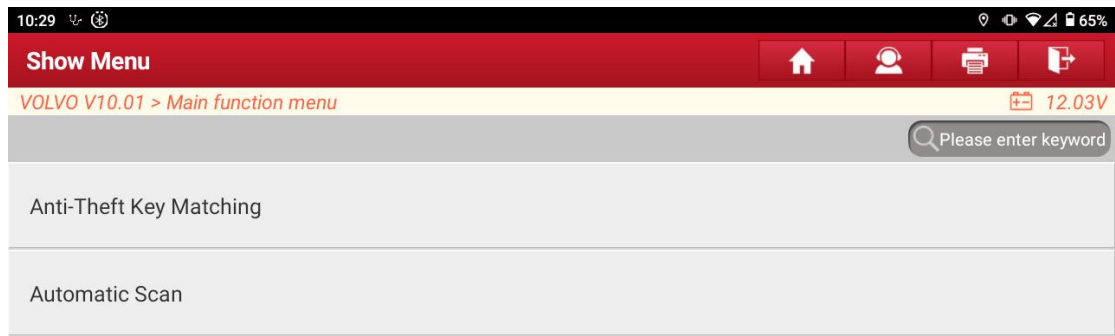 10:29 65%
Show Menu
VOLVO V10.01 > Main function menu 12.03V
Please enter keyword
Anti-Theft Key Matching
Automatic Scan